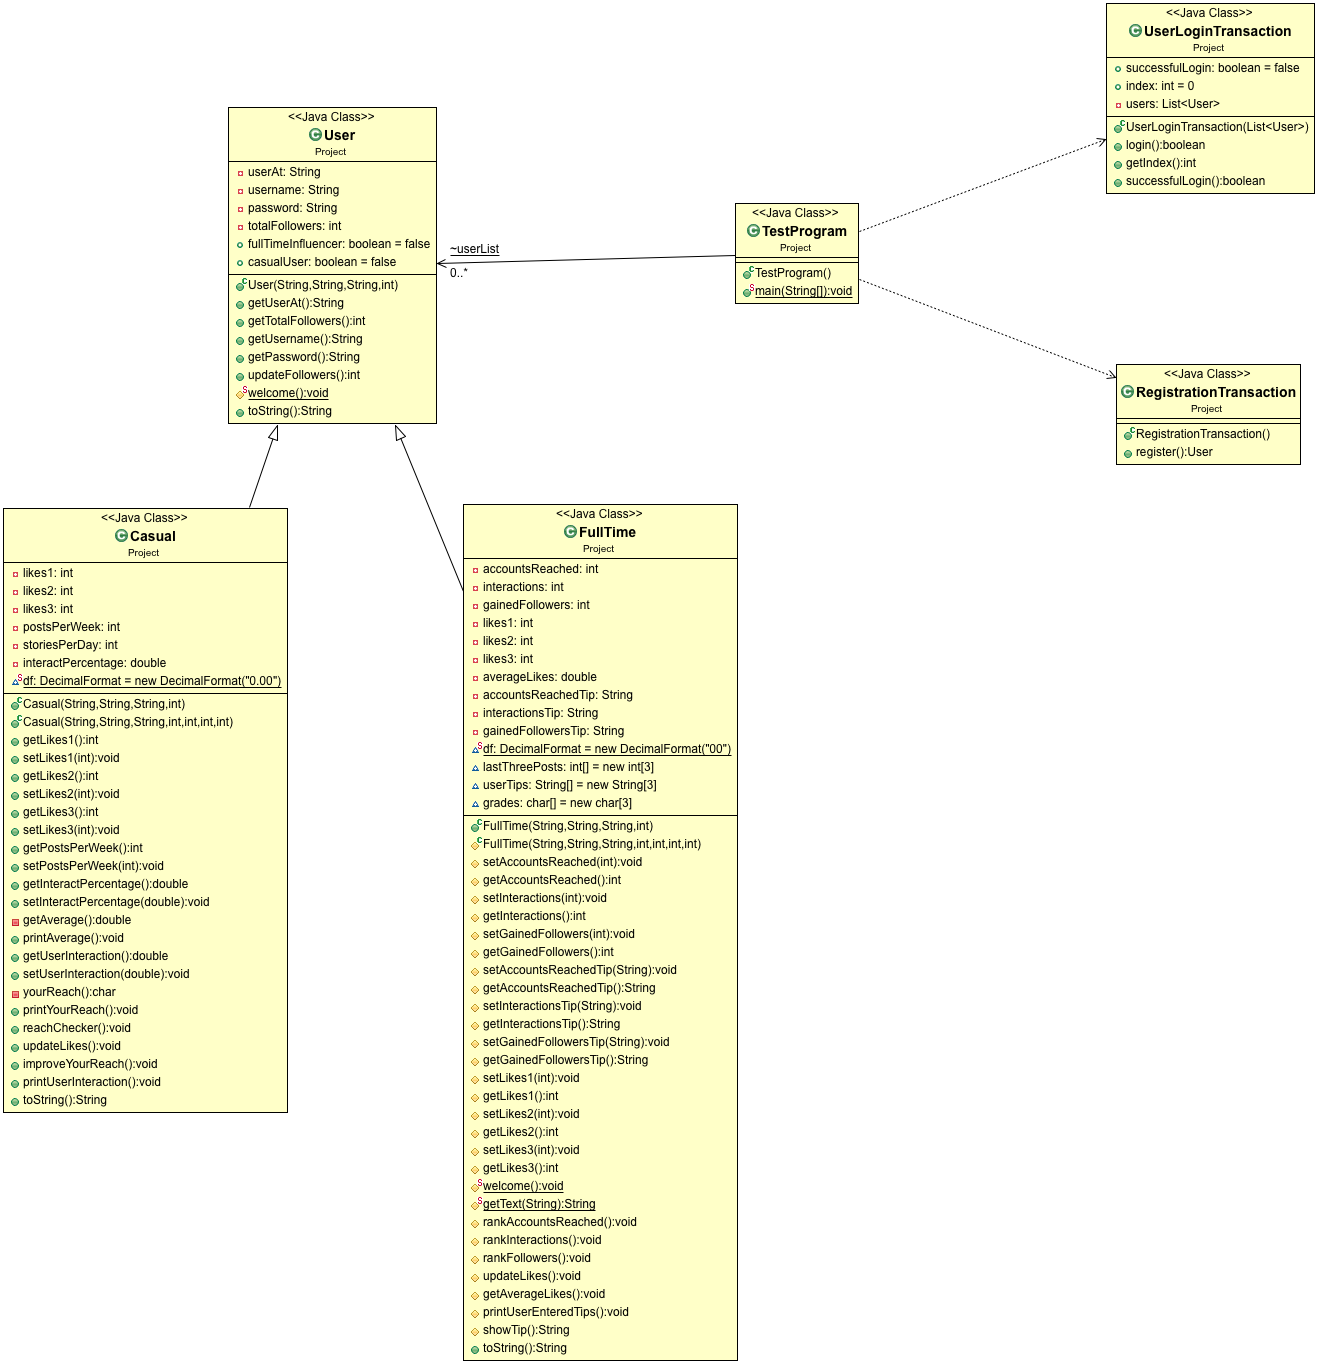 <<Java Class>>
UserLoginTransaction
Project
successfulLogin: boolean = false
index: int = 0
users: List<User>
UserLoginTransaction(List<User>)
login():boolean
getIndex():int
successfulLogin():boolean
<<Java Class>>
User
Project
userAt: String
username: String
password: String
totalFollowers: int
fullTimeInfluencer: boolean = false
casualUser: boolean = false
User(String,String,String,int)
getUserAt():String
getTotalFollowers():int
getUsername():String
getPassword():String
updateFollowers():int
welcome():void
toString():String
~userList
0..*
<<Java Class>>
TestProgram
Project
TestProgram()
main(String[]):void
<<Java Class>>
RegistrationTransaction
Project
RegistrationTransaction()
register():User
<<Java Class>>
Casual
Project
likes1: int
likes2: int
likes3: int
postsPerWeek: int
storiesPerDay: int
interactPercentage: double
df: DecimalFormat = new DecimalFormat("0.00")
Casual(String,String,String,int)
Casual(String,String,String,int,int,int,int)
getLikes1():int
setLikes1(int):void
getLikes2():int
setLikes2(int):void
getLikes3():int
setLikes3(int):void
getPostsPerWeek():int
setPostsPerWeek(int):void
getInteractPercentage():double
setInteractPercentage(double):void
getAverage():double
printAverage():void
getUserInteraction():double
setUserInteraction(double):void
yourReach():char
printYourReach():void
reachChecker():void
updateLikes():void
improveYourReach():void
printUserInteraction():void
toString():String
<<Java Class>>
FullTime
Project
accountsReached: int
interactions: int
gainedFollowers: int
likes1: int
likes2: int
likes3: int
averageLikes: double
accountsReachedTip: String
interactionsTip: String
gainedFollowersTip: String
df: DecimalFormat = new DecimalFormat("00")
lastThreePosts: int[] = new int[3]
userTips: String[] = new String[3]
grades: char[] = new char[3]
FullTime(String,String,String,int)
FullTime(String,String,String,int,int,int,int)
setAccountsReached(int):void
getAccountsReached():int
setInteractions(int):void
getInteractions():int
setGainedFollowers(int):void
getGainedFollowers():int
setAccountsReachedTip(String):void
getAccountsReachedTip():String
setInteractionsTip(String):void
getInteractionsTip():String
setGainedFollowersTip(String):void
getGainedFollowersTip():String
setLikes1(int):void
getLikes1():int
setLikes2(int):void
getLikes2():int
setLikes3(int):void
getLikes3():int
welcome():void
getText(String):String
rankAccountsReached():void
rankInteractions():void
rankFollowers():void
updateLikes():void
getAverageLikes():void
printUserEnteredTips():void
showTip():String
toString():String